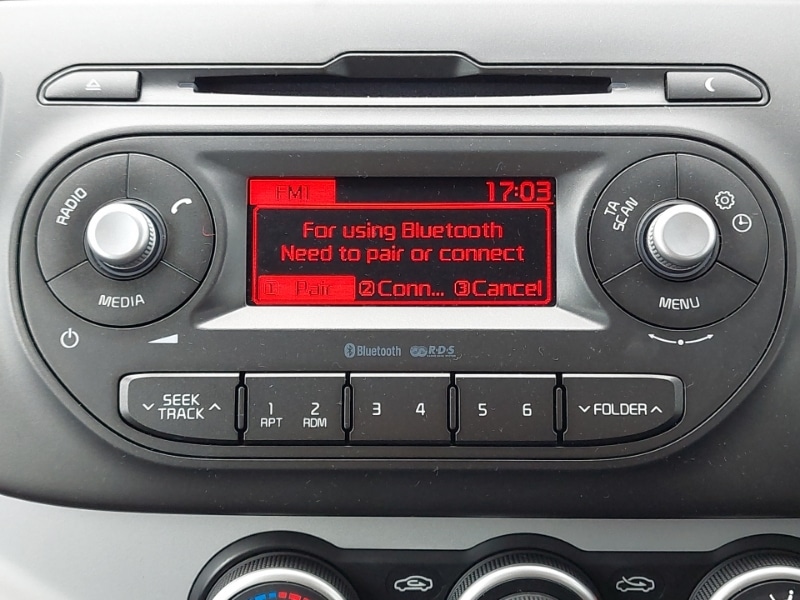 FM1 17:03
For using Bluetooth
Need to pair or connect
1 Pair 2 Conn... 3 Cancel
RADIO
MEDIA
TA
SCAN
MENU
Bluetooth R·D·S
SEEK
TRACK
1 2 3 4 5 6
RPT RDM
FOLDER